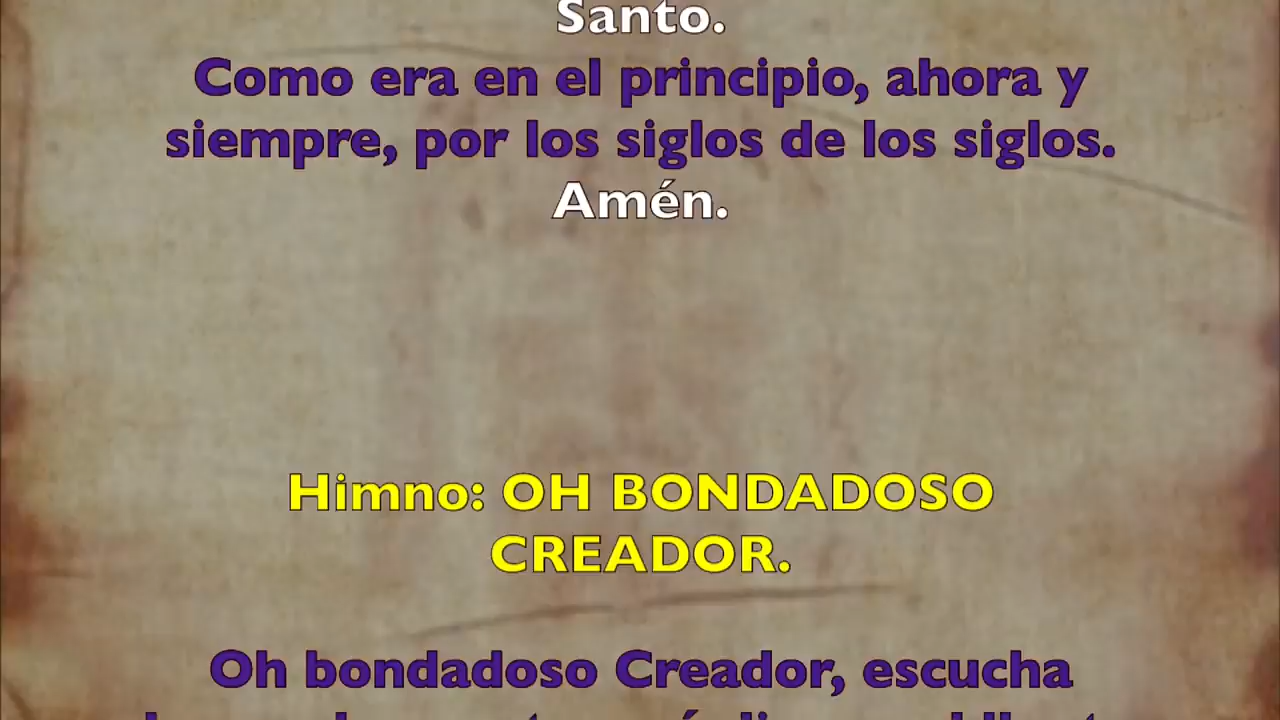 Santo.
Como era en el principio, ahora y
siempre, por los siglos de los siglos.
Amén.
Himno: OH BONDADOSO
CREADOR.
Oh bondadoso Creador, escucha